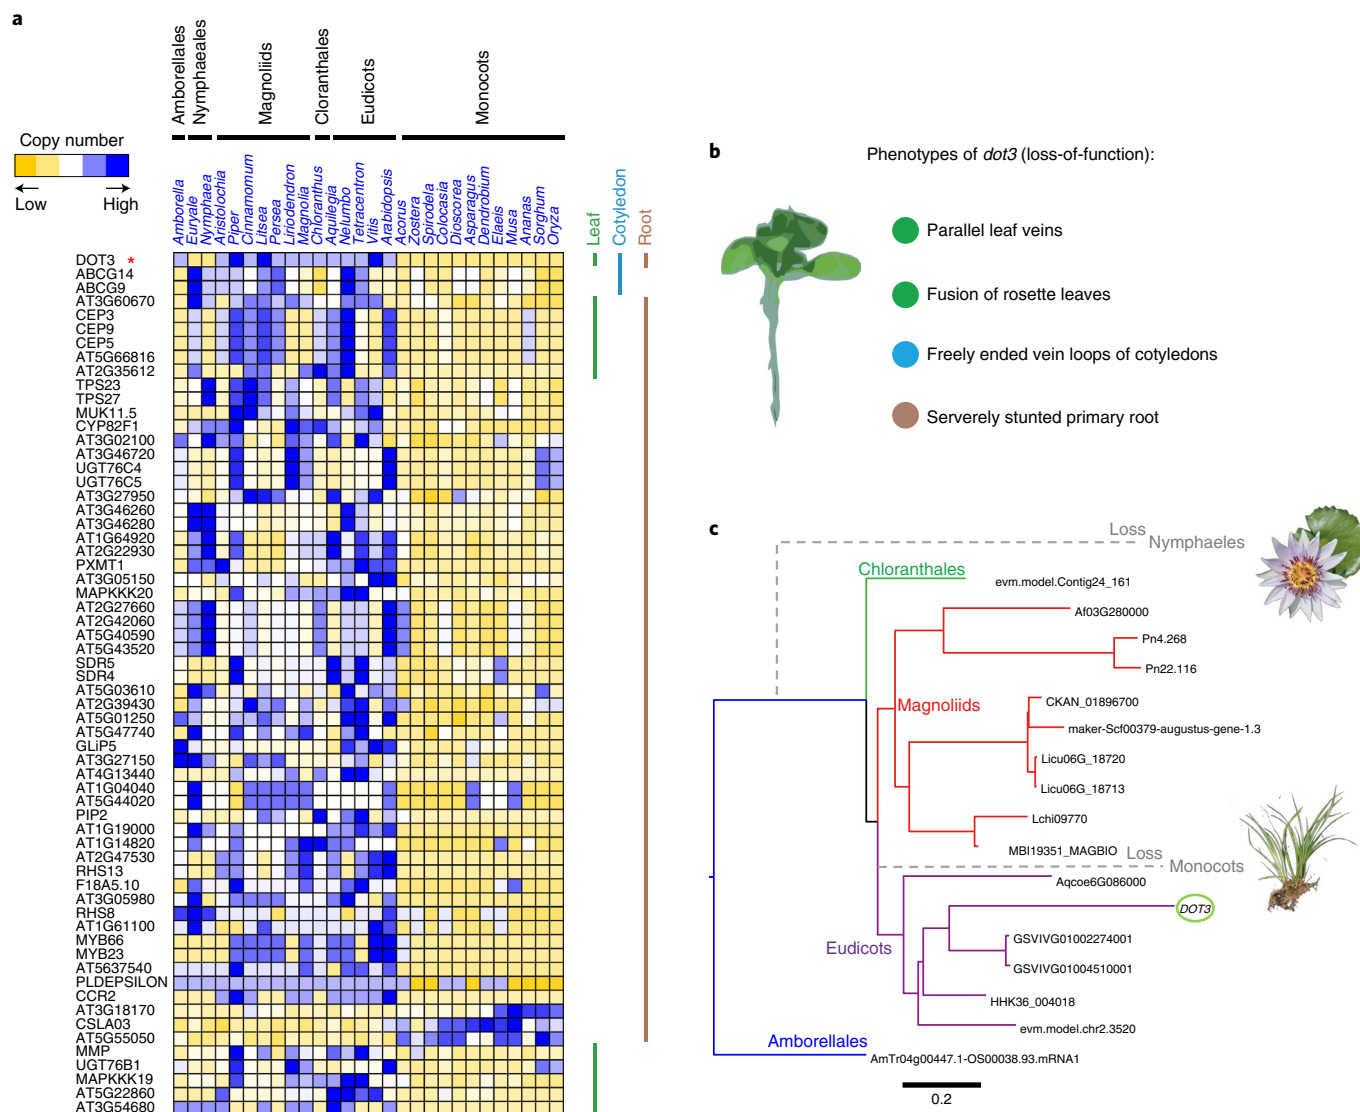 a
Amborellales
Nymphaeales
Magnoliids
Cloranthales
Eudicots
Monocots
Copy number
Low
High
Amborella
Euryale
Nymphaea
Aristolochia
Piper
Cinnamomum
Litsea
Persea
Liriodendron
Magnolia
Chloranthus
Aquilegia
Nelumbo
Tetracentron
Vitis
Arabidopsis
Acorus
Zostera
Spirodela
Colocasia
Dioscorea
Asparagus
Dendrobium
Elaeis
Musa
Ananas
Sorghum
Oryza
Leaf
Cotyledon
Root
DOT3 *
ABCG14
ABCG9
AT3G60670
CEP3
CEP9
CEP5
AT5G66816
AT2G35612
TPS23
TPS27
MUK11.5
CYP82F1
AT3G02100
AT3G46720
UGT76C4
UGT76C5
AT3G27950
AT3G46260
AT3G46280
AT1G64920
AT2G22930
PXMT1
AT3G05150
MAPKKK20
AT2G27660
AT2G42060
AT5G40590
AT5G43520
SDR5
SDR4
AT5G03610
AT2G39430
AT5G01250
AT5G47740
GLiP5
AT3G27150
AT4G13440
AT1G04040
AT5G44020
PIP2
AT1G19000
AT1G14820
AT2G47530
RHS13
F18A5.10
AT3G05980
RHS8
AT1G61100
MYB66
MYB23
AT5637540
PLDEPSILON
CCR2
AT3G18170
CSLA03
AT5G55050
MMP
UGT76B1
MAPKKK19
AT5G22860
AT3G54680
b
Phenotypes of dot3 (loss-of-function):
Parallel leaf veins
Fusion of rosette leaves
Freely ended vein loops of cotyledons
Serverely stunted primary root
c
Loss
Nymphaeles
Chloranthales
evm.model.Contig24_161
Af03G280000
Pn4.268
Pn22.116
Magnoliids
CKAN_01896700
maker-Scf00379-augustus-gene-1.3
Licu06G_18720
Licu06G_18713
Lchi09770
MBI19351_MAGBIO
Loss
Monocots
Aqcoe6G086000
DOT3
Eudicots
GSVIVG01002274001
GSVIVG01004510001
HHK36_004018
evm.model.chr2.3520
Amborellales
AmTr04g00447.1-OS00038.93.mRNA1
0.2